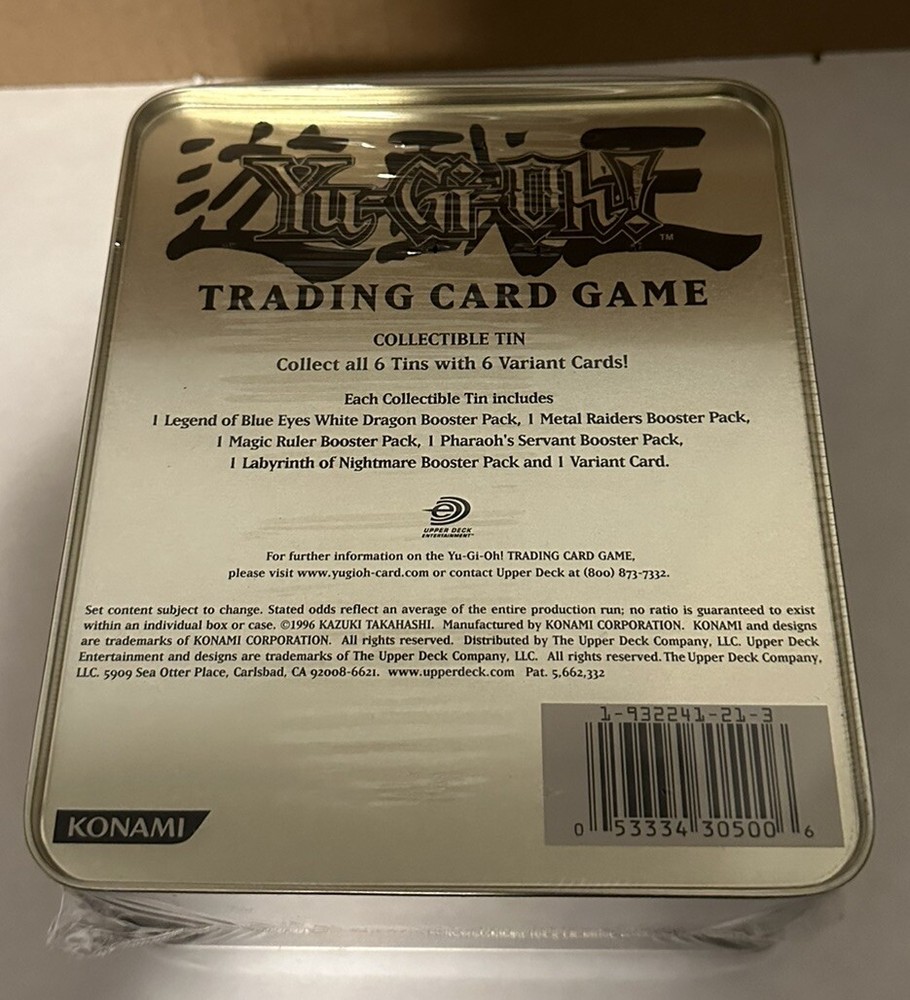 遊戯王
Yu-Gi-Oh!
TM
TRADING CARD GAME
COLLECTIBLE TIN
Collect all 6 Tins with 6 Variant Cards!
Each Collectible Tin includes
1 Legend of Blue Eyes White Dragon Booster Pack, 1 Metal Raiders Booster Pack,
1 Magic Ruler Booster Pack, 1 Pharaoh's Servant Booster Pack,
1 Labyrinth of Nightmare Booster Pack and 1 Variant Card.
UPPER DECK
ENTERTAINMENT™
For further information on the Yu-Gi-Oh! TRADING CARD GAME,
please visit www.yugioh-card.com or contact Upper Deck at (800) 873-7332.
Set content subject to change. Stated odds reflect an average of the entire production run; no ratio is guaranteed to exist
within an individual box or case. ©1996 KAZUKI TAKAHASHI. Manufactured by KONAMI CORPORATION. KONAMI and designs
are trademarks of KONAMI CORPORATION. All rights reserved. Distributed by The Upper Deck Company, LLC. Upper Deck
Entertainment and designs are trademarks of The Upper Deck Company, LLC. All rights reserved. The Upper Deck Company,
LLC. 5909 Sea Otter Place, Carlsbad, CA 92008-6621. www.upperdeck.com Pat. 5,662,332
1-932241-21-3
0 53334 30500 6
KONAMI